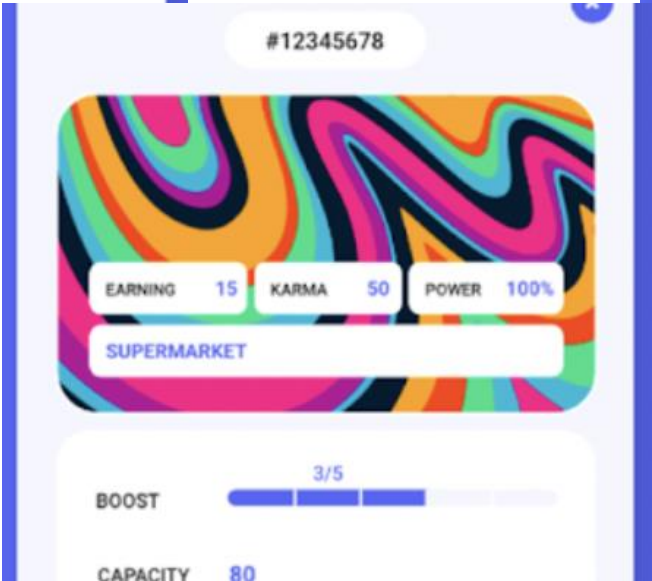 #12345678
EARNING 15 KARMA 50 POWER 100%
SUPERMARKET
3/5
BOOST
CAPACITY 80